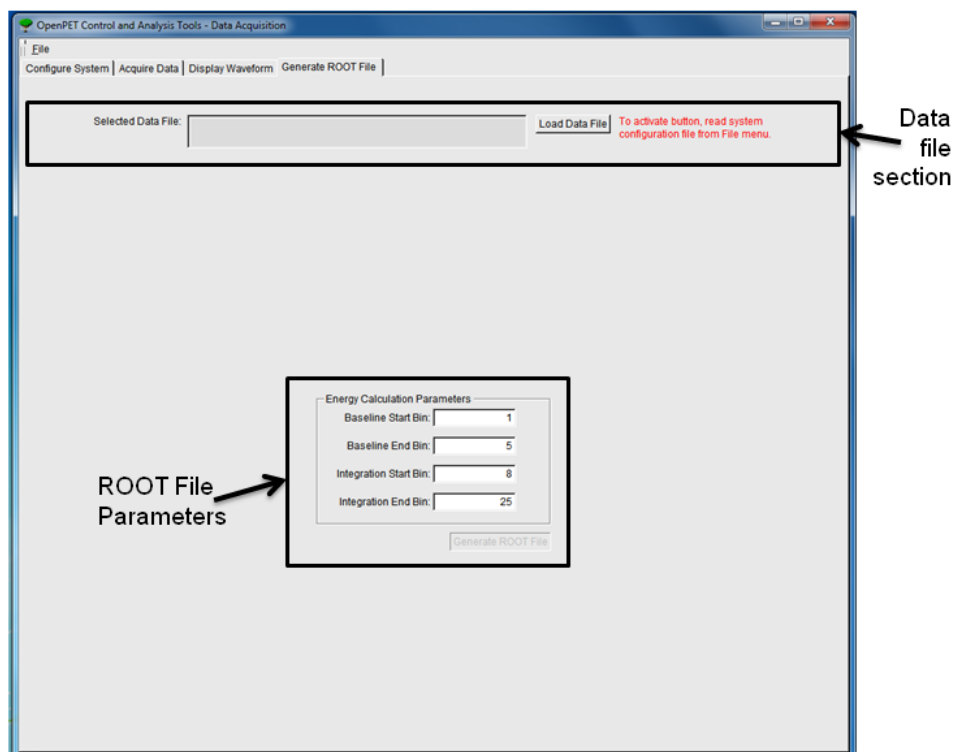 OpenPET Control and Analysis Tools - Data Acquisition
File
Configure System Acquire Data Display Waveform Generate ROOT File
Selected Data File:
Load Data File
To activate button, read system
configuration file from File menu.
Data
file
section
Energy Calculation Parameters
Baseline Start Bin: 1
Baseline End Bin: 5
Integration Start Bin: 8
Integration End Bin: 25
Generate ROOT File
ROOT File
Parameters